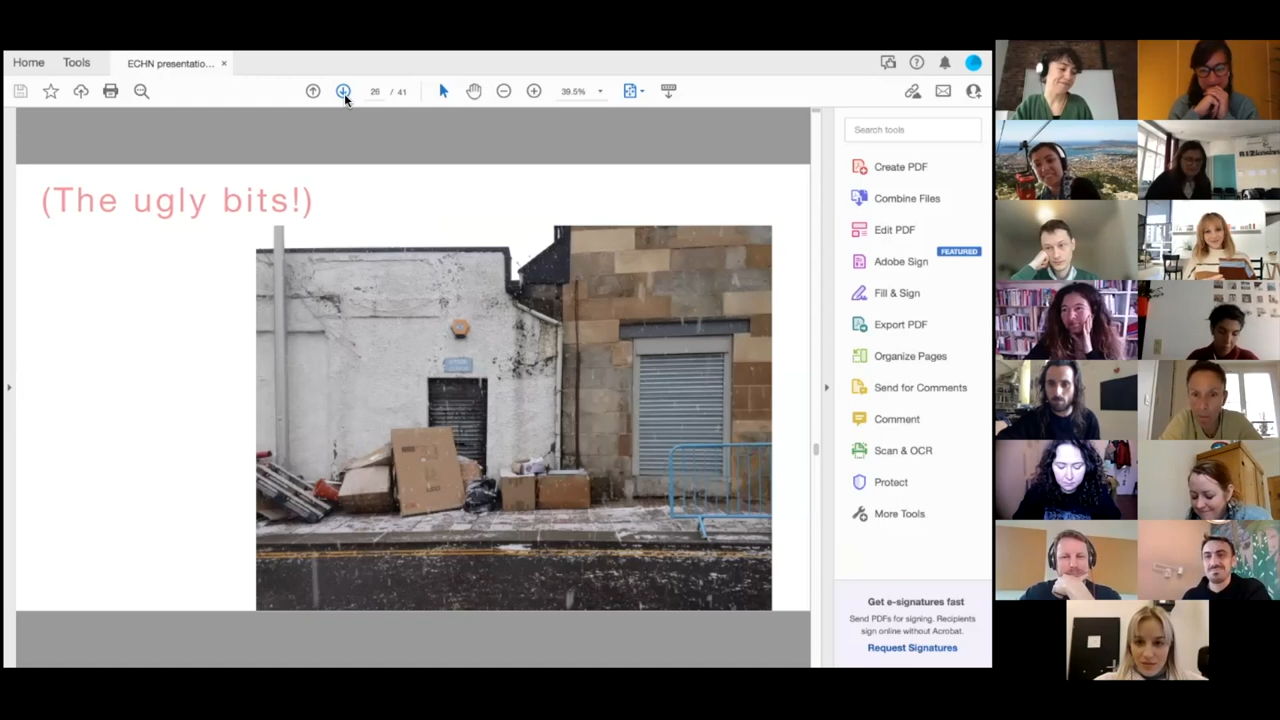 Home
Tools
ECHN presentatio...
×
26 / 41
39.5%
(The ugly bits!)
Search tools
Create PDF
Combine Files
Edit PDF
FEATURED
Adobe Sign
Fill & Sign
Export PDF
Organize Pages
Send for Comments
Comment
Scan & OCR
Protect
More Tools
Get e-signatures fast
Send PDFs for signing. Recipients
sign online without Acrobat.
Request Signatures